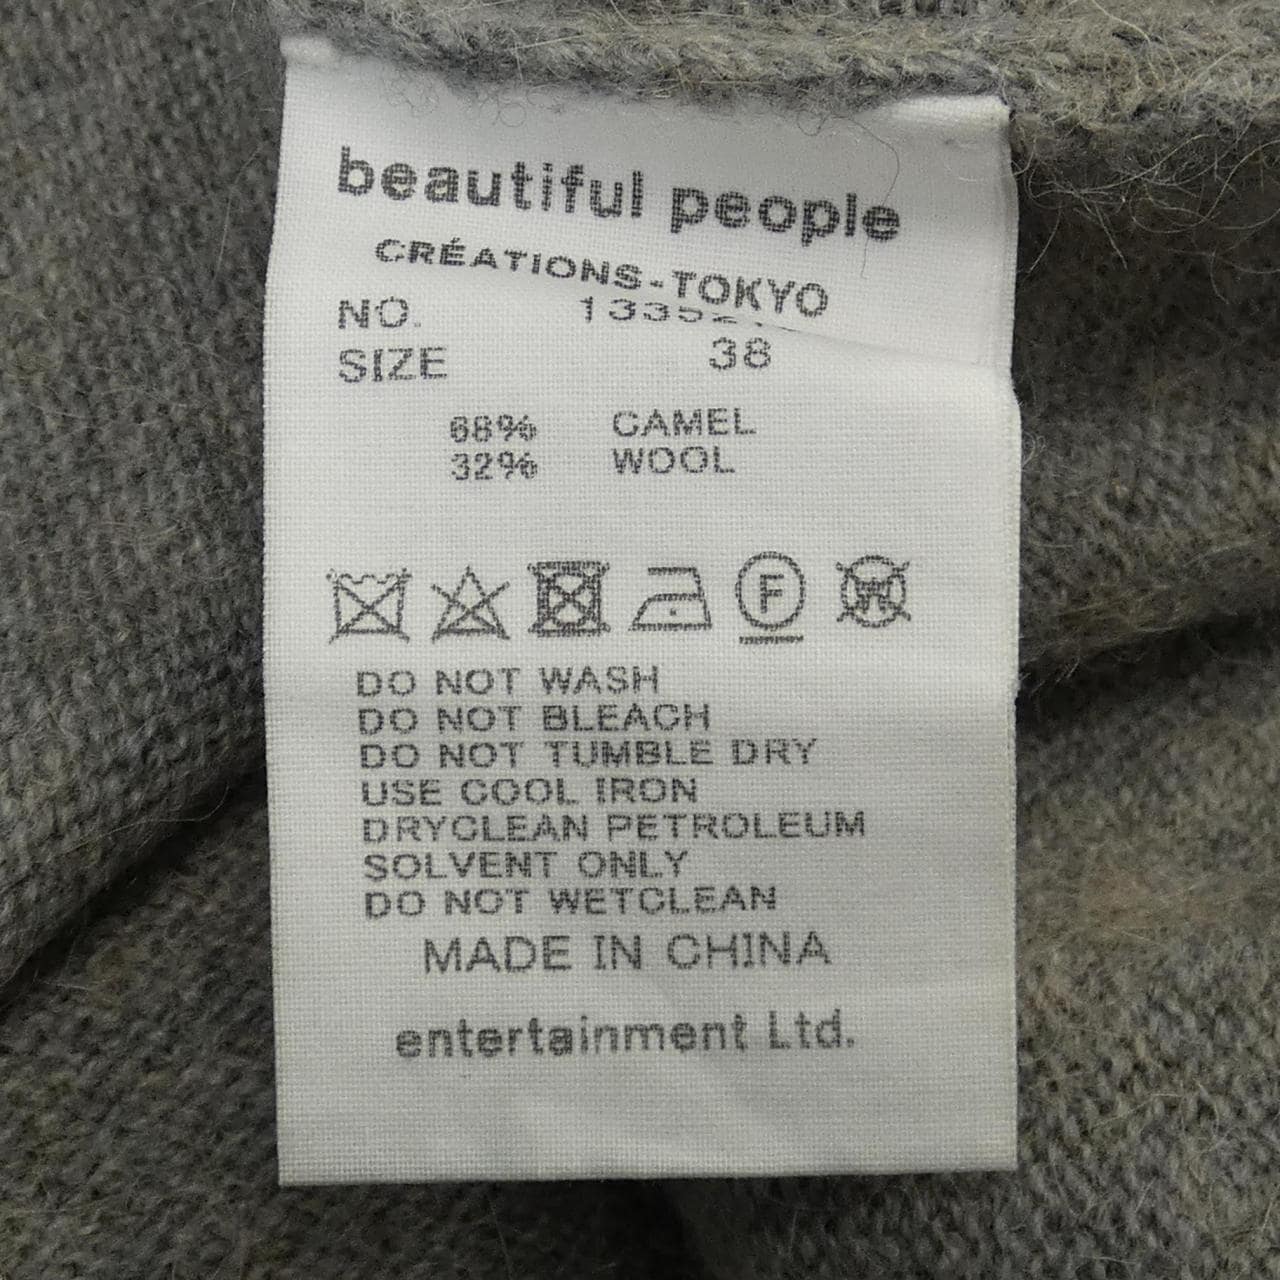 beautiful people
CRÉATIONS-TOKYO
NO.
SIZE 38
68% CAMEL
32% WOOL
F
W
DO NOT WASH
DO NOT BLEACH
DO NOT TUMBLE DRY
USE COOL IRON
DRYCLEAN PETROLEUM
SOLVENT ONLY
DO NOT WETCLEAN
MADE IN CHINA
entertainment Ltd.